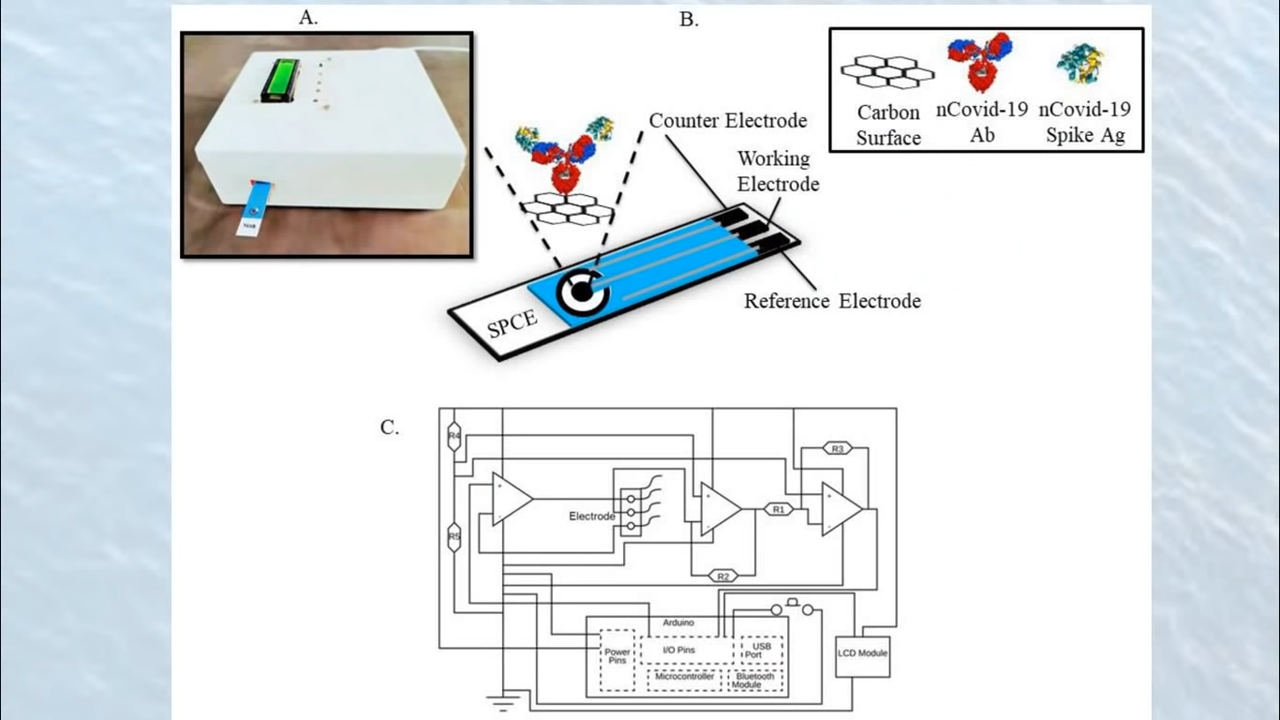 A.
B.
Carbon
Surface
nCovid-19
Ab
nCovid-19
Spike Ag
Counter Electrode
Working
Electrode
Reference Electrode
SPCE
C.
R4
R3
R1
Electrode
R5
R2
Arduino
Power
Pins
I/O Pins
USB
Port
Microcontroller
Bluetooth
Module
LCD Module